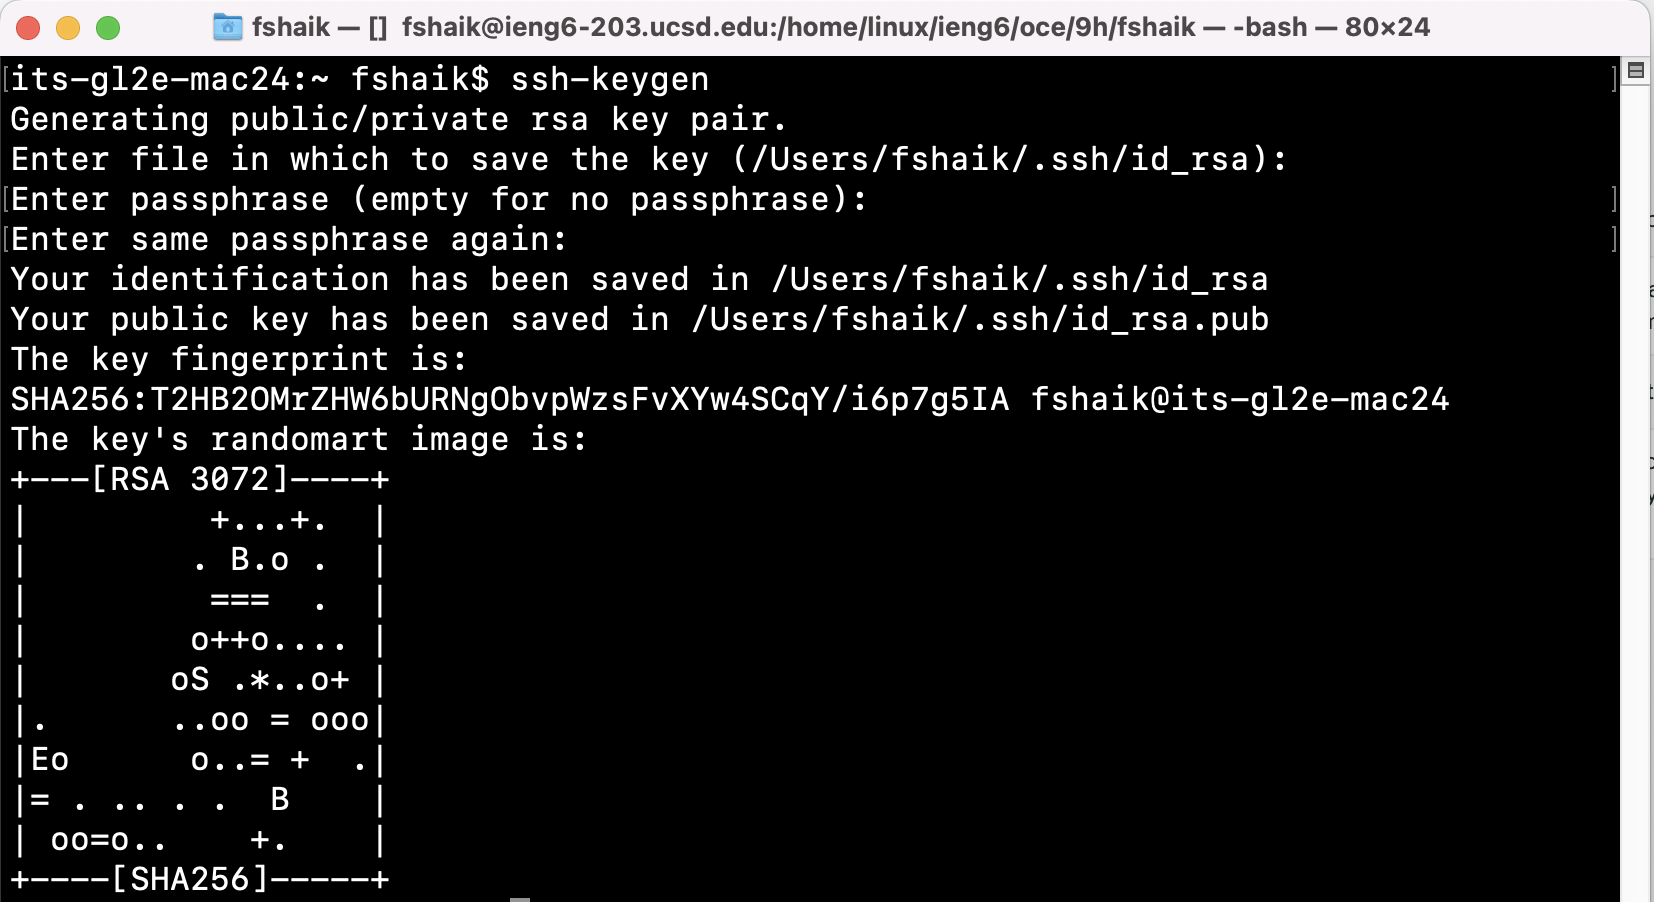 fshaik — [] fshaik@ieng6-203.ucsd.edu:/home/linux/ieng6/oce/9h/fshaik — -bash — 80×24
[its-gl2e-mac24:~ fshaik$ ssh-keygen ]
Generating public/private rsa key pair.
Enter file in which to save the key (/Users/fshaik/.ssh/id_rsa):
[Enter passphrase (empty for no passphrase): ]
[Enter same passphrase again: ]
Your identification has been saved in /Users/fshaik/.ssh/id_rsa
Your public key has been saved in /Users/fshaik/.ssh/id_rsa.pub
The key fingerprint is:
SHA256:T2HB2OMrZHW6bURNgObvpWzsFvXYw4SCqY/i6p7g5IA fshaik@its-gl2e-mac24
The key's randomart image is:
+---[RSA 3072]----+
|         +...+.  |
|        . B.o .  |
|         ===  .  |
|        o++o.... |
|       oS .*..o+ |
|.      ..oo = ooo|
|Eo      o..= +  .|
|= . .. . .  B    |
| oo=o..    +.    |
+----[SHA256]-----+